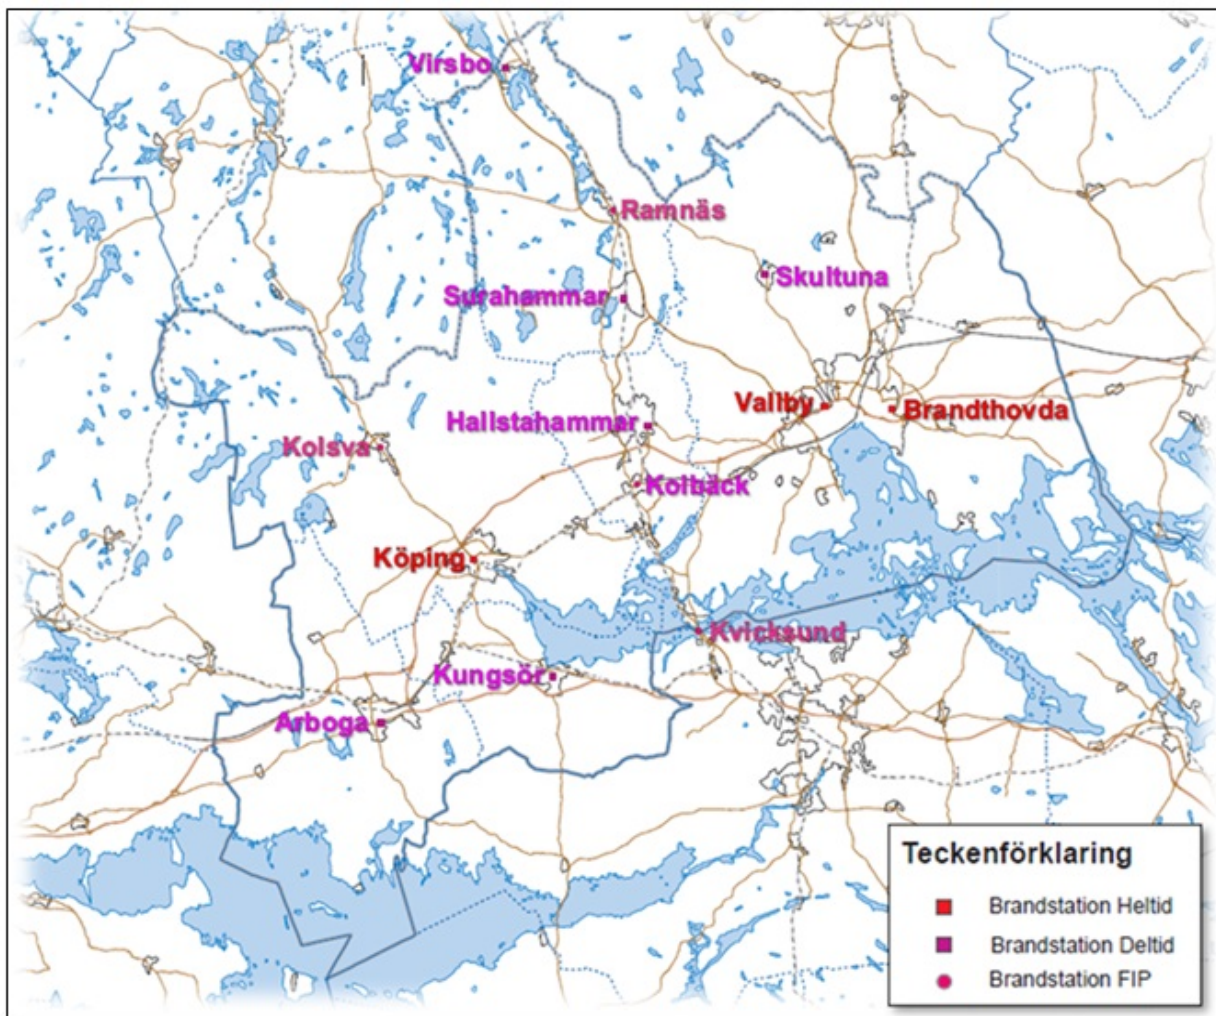 Virsbo
Ramnäs
Skultuna
Surahammar
Vallby
Brandthovda
Hallstahammar
Kolsva
Kolbäck
Köping
Kvicksund
Kungsör
Arboga
Teckenförklaring
Brandstation Heltid
Brandstation Deltid
Brandstation FIP